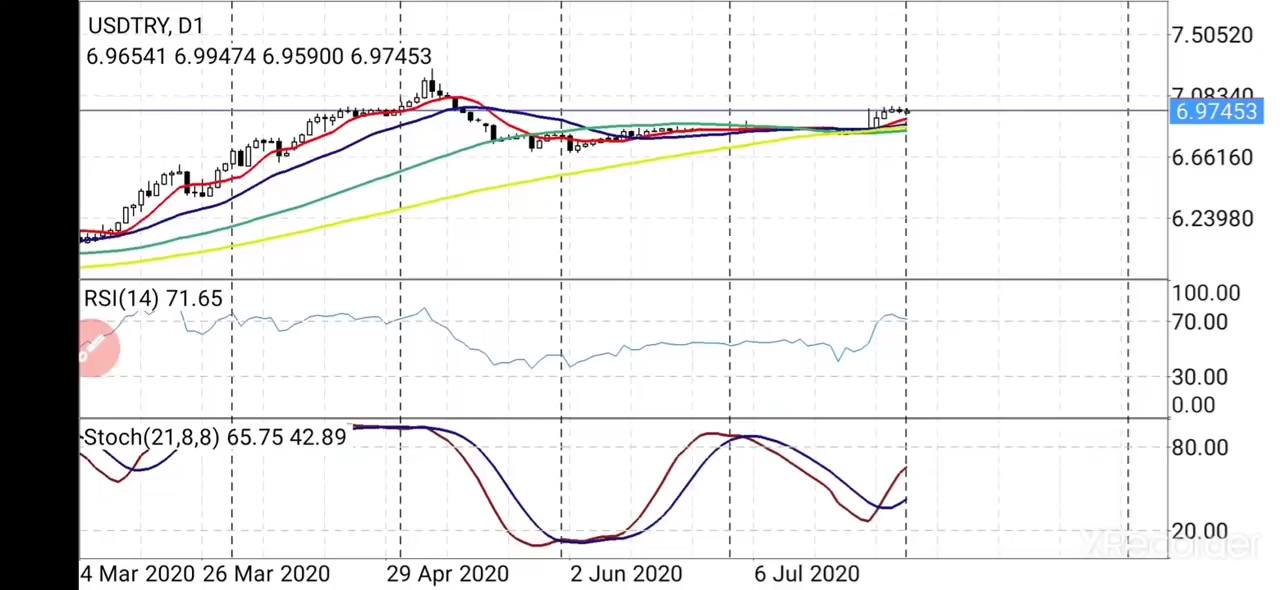 USDTRY, D1
6.96541 6.99474 6.95900 6.97453
7.50520
7.08340
6.97453
6.66160
6.23980
RSI(14) 71.65
100.00
70.00
30.00
0.00
Stoch(21,8,8) 65.75 42.89
80.00
20.00
XRecorder
4 Mar 2020 26 Mar 2020 29 Apr 2020 2 Jun 2020 6 Jul 2020